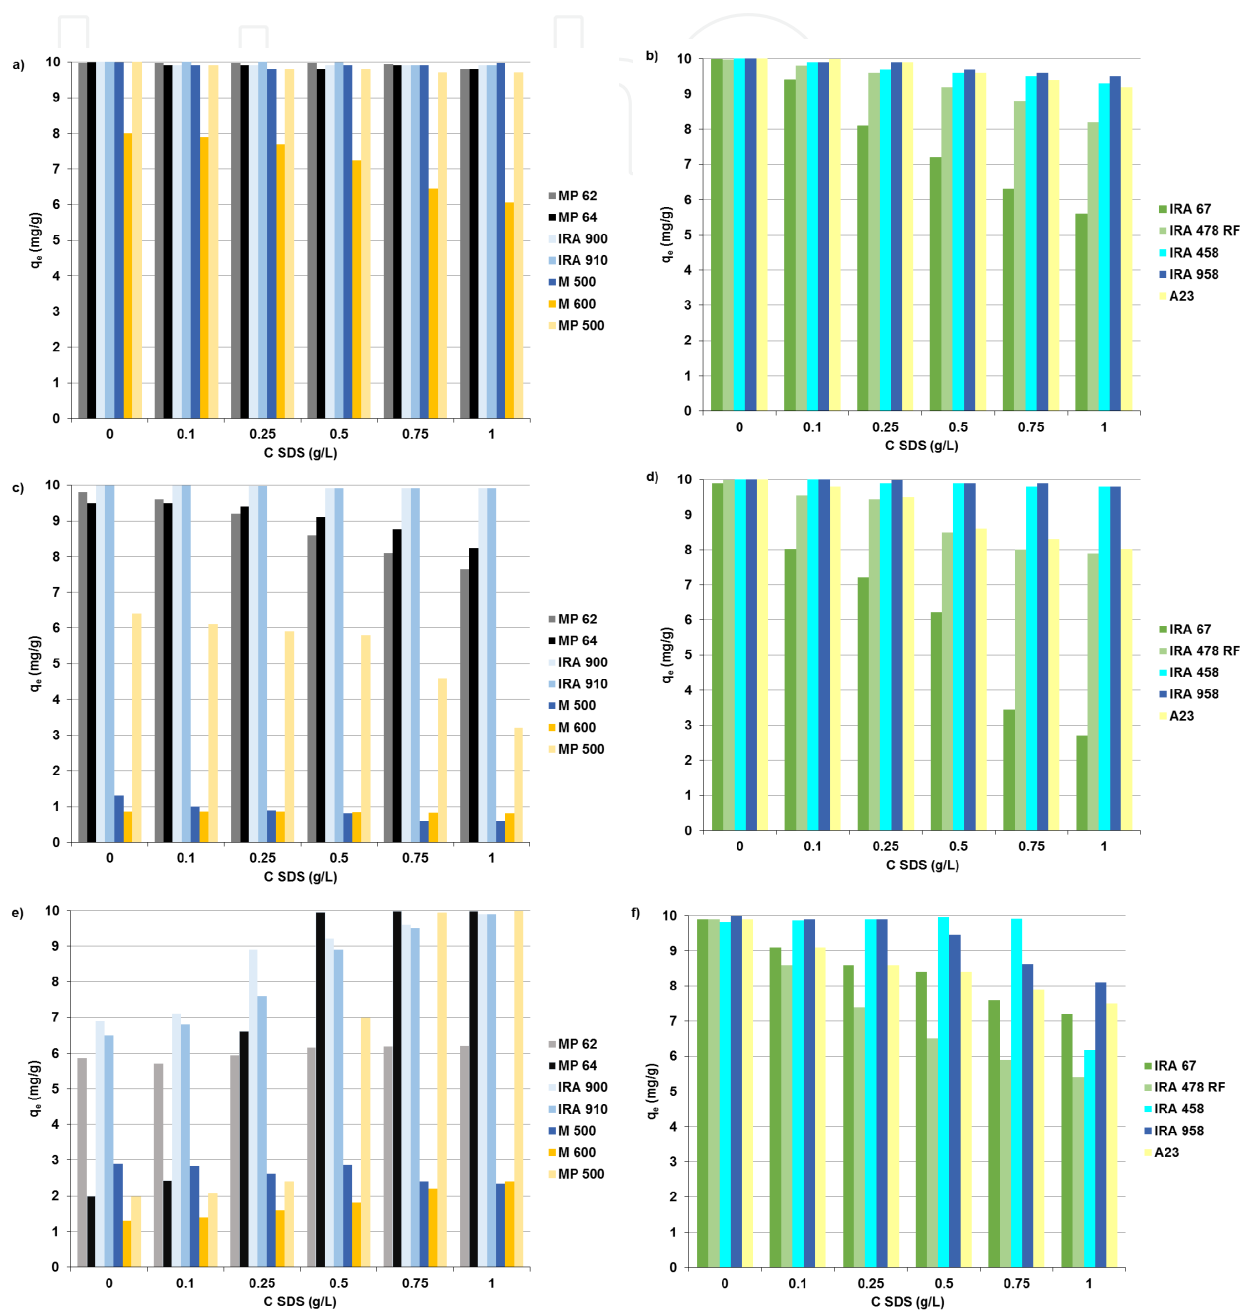 a)
10
9
8
7
6
5
4
3
2
1
0
qe (mg/g)
0 0.1 0.25 0.5 0.75 1
C SDS (g/L)
MP 62
MP 64
IRA 900
IRA 910
M 500
M 600
MP 500
b)
10
9
8
7
6
5
4
3
2
1
0
qe (mg/g)
0 0.1 0.25 0.5 0.75 1
C SDS (g/L)
IRA 67
IRA 478 RF
IRA 458
IRA 958
A23
c)
10
9
8
7
6
5
4
3
2
1
0
qe (mg/g)
0 0.1 0.25 0.5 0.75 1
C SDS (g/L)
MP 62
MP 64
IRA 900
IRA 910
M 500
M 600
MP 500
d)
10
9
8
7
6
5
4
3
2
1
0
qe (mg/g)
0 0.1 0.25 0.5 0.75 1
C SDS (g/L)
IRA 67
IRA 478 RF
IRA 458
IRA 958
A23
e)
10
9
8
7
6
5
4
3
2
1
0
qe (mg/g)
0 0.1 0.25 0.5 0.75 1
C SDS (g/L)
MP 62
MP 64
IRA 900
IRA 910
M 500
M 600
MP 500
f)
10
9
8
7
6
5
4
3
2
1
0
qe (mg/g)
0 0.1 0.25 0.5 0.75 1
C SDS (g/L)
IRA 67
IRA 478 RF
IRA 458
IRA 958
A23